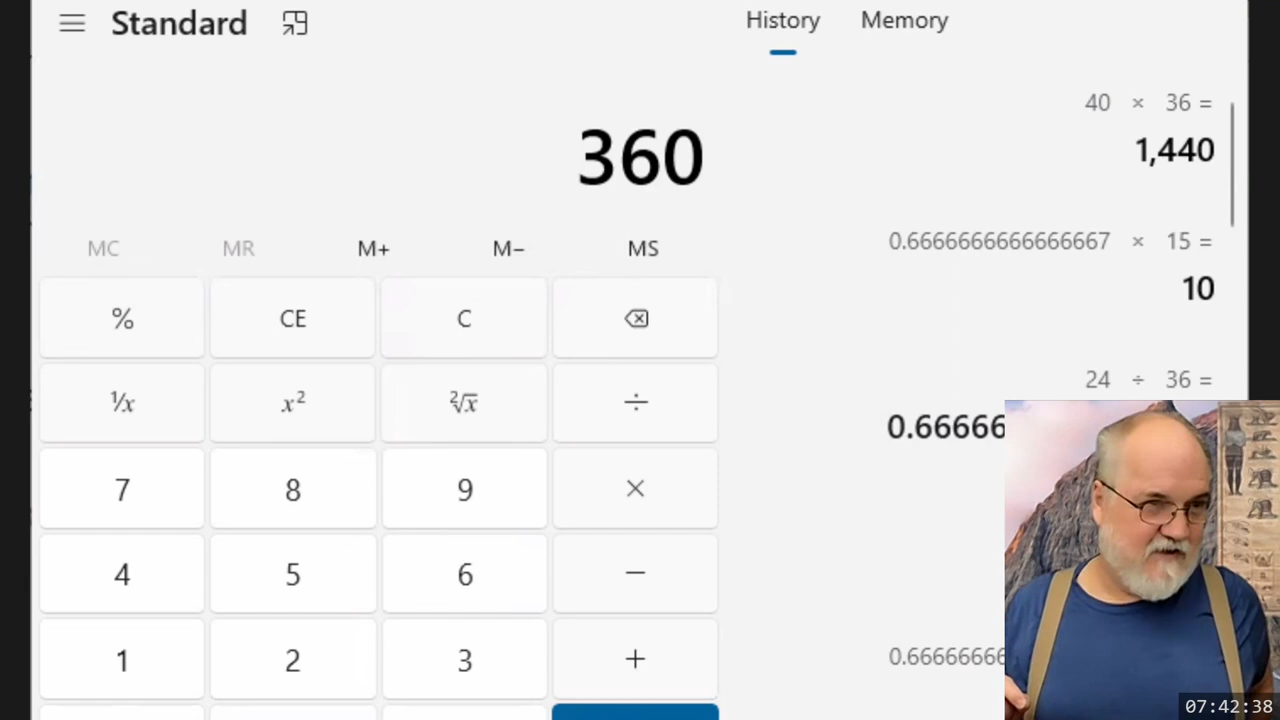 Standard
History Memory
360
40 × 36 =
1,440
0.6666666666666667 × 15 =
10
24 ÷ 36 =
0.66666
0.66666666
MC MR M+ M− MS
% CE C
⅟x x² ²√x ÷
7 8 9 ×
4 5 6 −
1 2 3 +
07:42:38